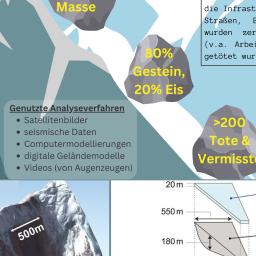 Masse
die Infrast
Straßen, B
wurden zer
(v.a. Arbei
getötet wur
80%
Gestein,
20% Eis
Genutzte Analyseverfahren
• Satellitenbilder
• seismische Daten
• Computermodellierungen
• digitale Geländemodelle
• Videos (von Augenzeugen)
>200
Tote &
Vermisste
500m
20 m
550 m
180 m